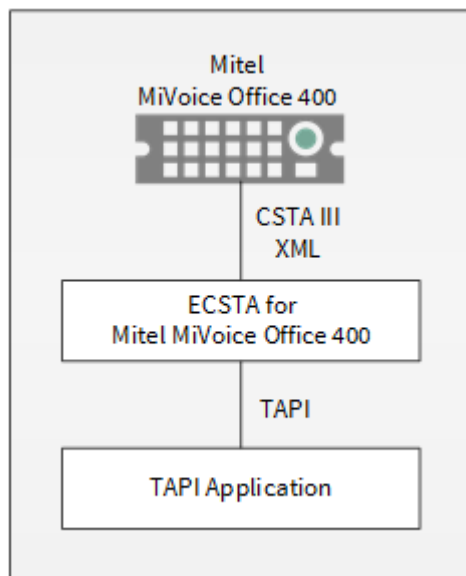 Mitel
MiVoice Office 400
CSTA III
XML
ECSTA for
Mitel MiVoice Office 400
TAPI
TAPI Application